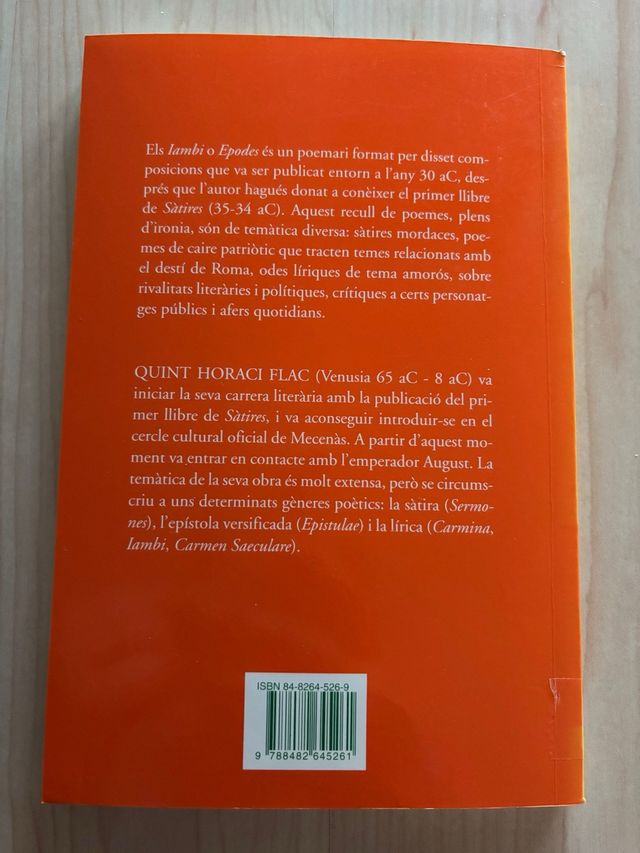 Els Iambi o Epodes és un poemari format per disset com-
posicions que va ser publicat entorn a l'any 30 aC, des-
prés que l'autor hagués donat a conèixer el primer llibre
de Sàtires (35-34 aC). Aquest recull de poemes, plens
d'ironia, són de temàtica diversa: sàtires mordaces, poe-
mes de caire patriòtic que tracten temes relacionats amb
el destí de Roma, odes líriques de tema amorós, sobre
rivalitats literàries i polítiques, crítiques a certs personat-
ges públics i afers quotidians.
QUINT HORACI FLAC (Venusia 65 aC - 8 aC) va
iniciar la seva carrera literària amb la publicació del pri-
mer llibre de Sàtires, i va aconseguir introduir-se en el
cercle cultural oficial de Mecenàs. A partir d'aquest mo-
ment va entrar en contacte amb l'emperador August. La
temàtica de la seva obra és molt extensa, però se circums-
criu a uns determinats gèneres poètics: la sàtira (Sermo-
nes), l'epístola versificada (Epistulae) i la lírica (Carmina,
Iambi, Carmen Saeculare).
ISBN 84-8264-526-9
9 788482 645261